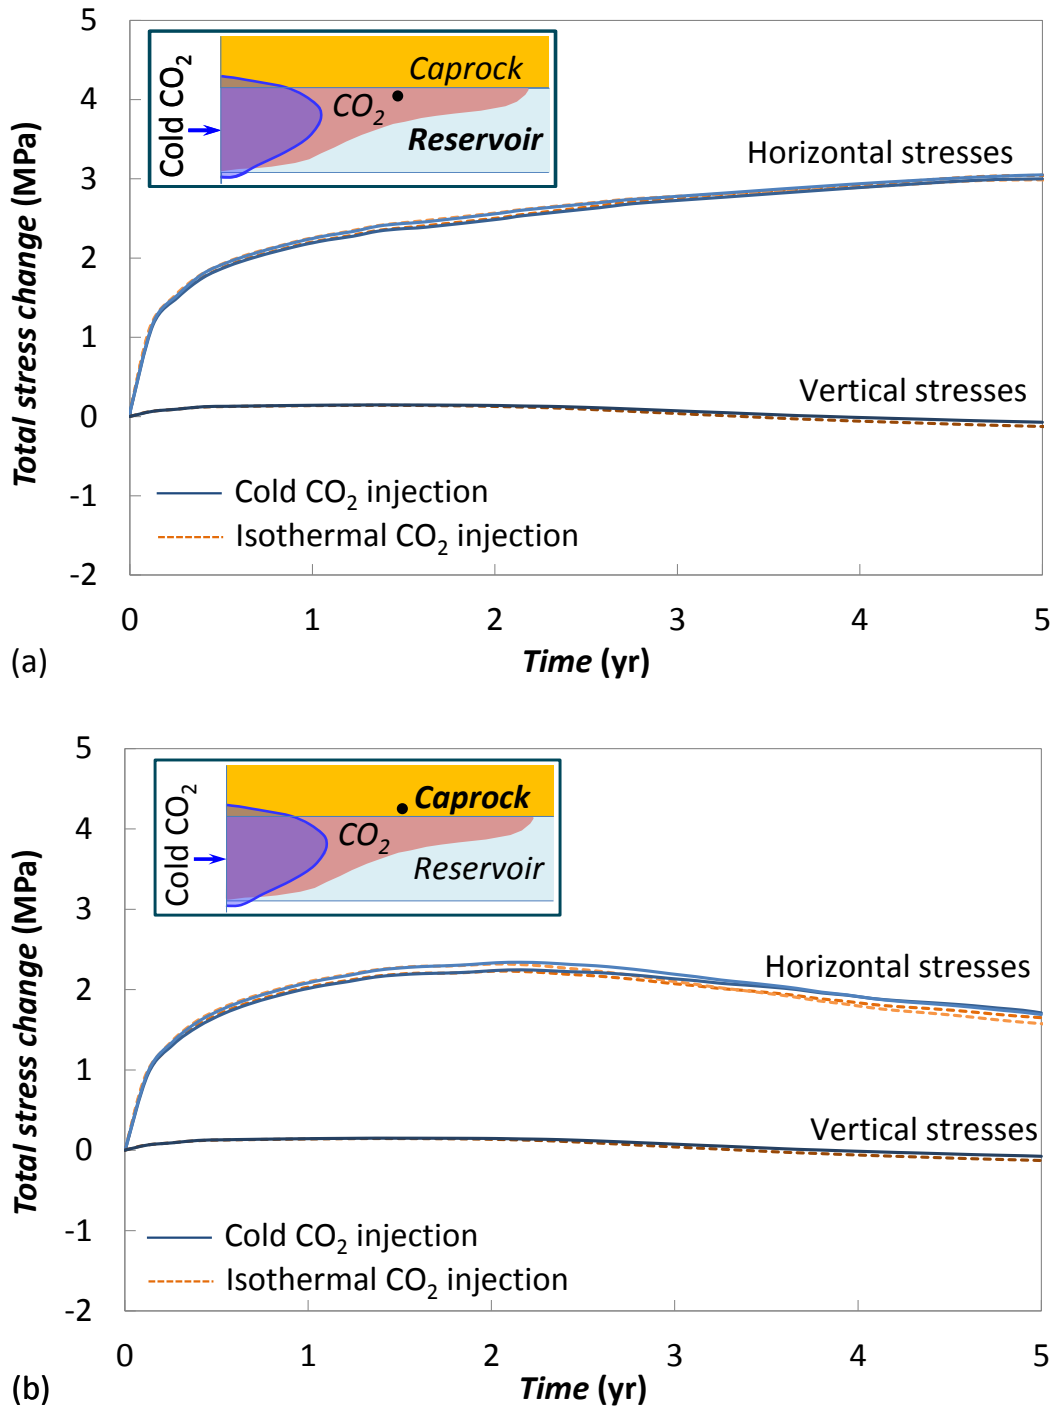 5
4
3
2
1
0
-1
-2
Total stress change (MPa)
Cold CO2
Caprock
CO2
Reservoir
Horizontal stresses
Vertical stresses
Cold CO2 injection
Isothermal CO2 injection
0 1 2 3 4 5
(a)
Time (yr)
5
4
3
2
1
0
-1
-2
Total stress change (MPa)
Cold CO2
Caprock
CO2
Reservoir
Horizontal stresses
Vertical stresses
Cold CO2 injection
Isothermal CO2 injection
0 1 2 3 4 5
(b)
Time (yr)